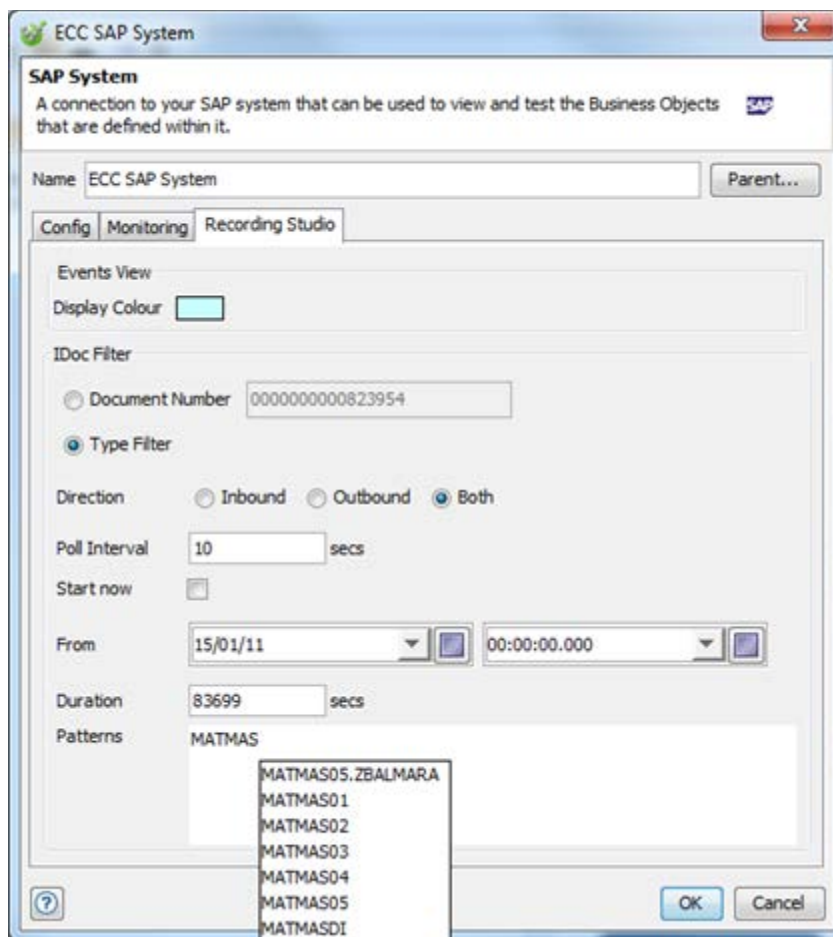 ECC SAP System
SAP System
A connection to your SAP system that can be used to view and test the Business Objects
that are defined within it.
SAP
Name ECC SAP System Parent...
Config Monitoring Recording Studio
Events View
Display Colour
IDoc Filter
Document Number 0000000000823954
Type Filter
Direction Inbound Outbound Both
Poll Interval 10 secs
Start now
From 15/01/11 00:00:00.000
Duration 83699 secs
Patterns MATMAS
MATMAS05.ZBALMARA
MATMAS01
MATMAS02
MATMAS03
MATMAS04
MATMAS05
MATMASDI
? OK Cancel